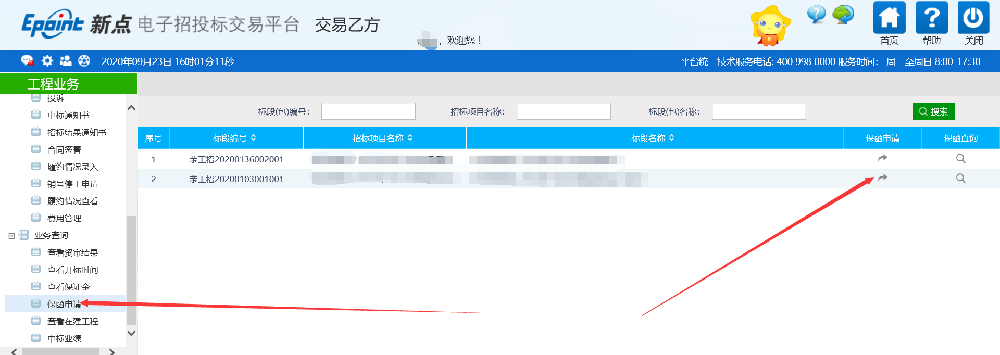 Epoint 新点 电子招投标交易平台 交易乙方
，欢迎您！
首页 帮助 关闭
2020年09月23日 16时01分11秒
平台统一技术服务电话: 400 998 0000 服务时间： 周一至周日 8:00-17:30
工程业务
投诉
中标通知书
招标结果通知书
合同签署
履约情况录入
销号停工申请
履约情况查看
费用管理
业务查询
查看资审结果
查看开标时间
查看保证金
保函申请
查看在建工程
中标业绩
标段(包)编号： 招标项目名称： 标段(包)名称： 搜索
序号 标段编号 招标项目名称 标段名称 保函申请 保函查询
1 荥工招20200136002001
2 荥工招20200103001001